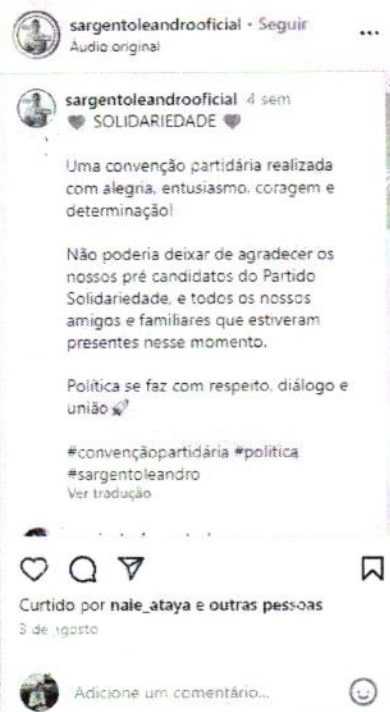 sargentoleandrooficial • Seguir
Áudio original
sargentoleandrooficial 4 sem
SOLIDARIEDADE
Uma convenção partidária realizada
com alegria, entusiasmo, coragem e
determinação!
Não poderia deixar de agradecer os
nossos pré candidatos do Partido
Solidariedade, e todos os nossos
amigos e familiares que estiveram
presentes nesse momento.
Política se faz com respeito, diálogo e
união
#convençãopartidária #política
#sargentoleandro
Ver tradução
Curtido por naie_ataya e outras pessoas
3 de agosto
Adicione um comentário...